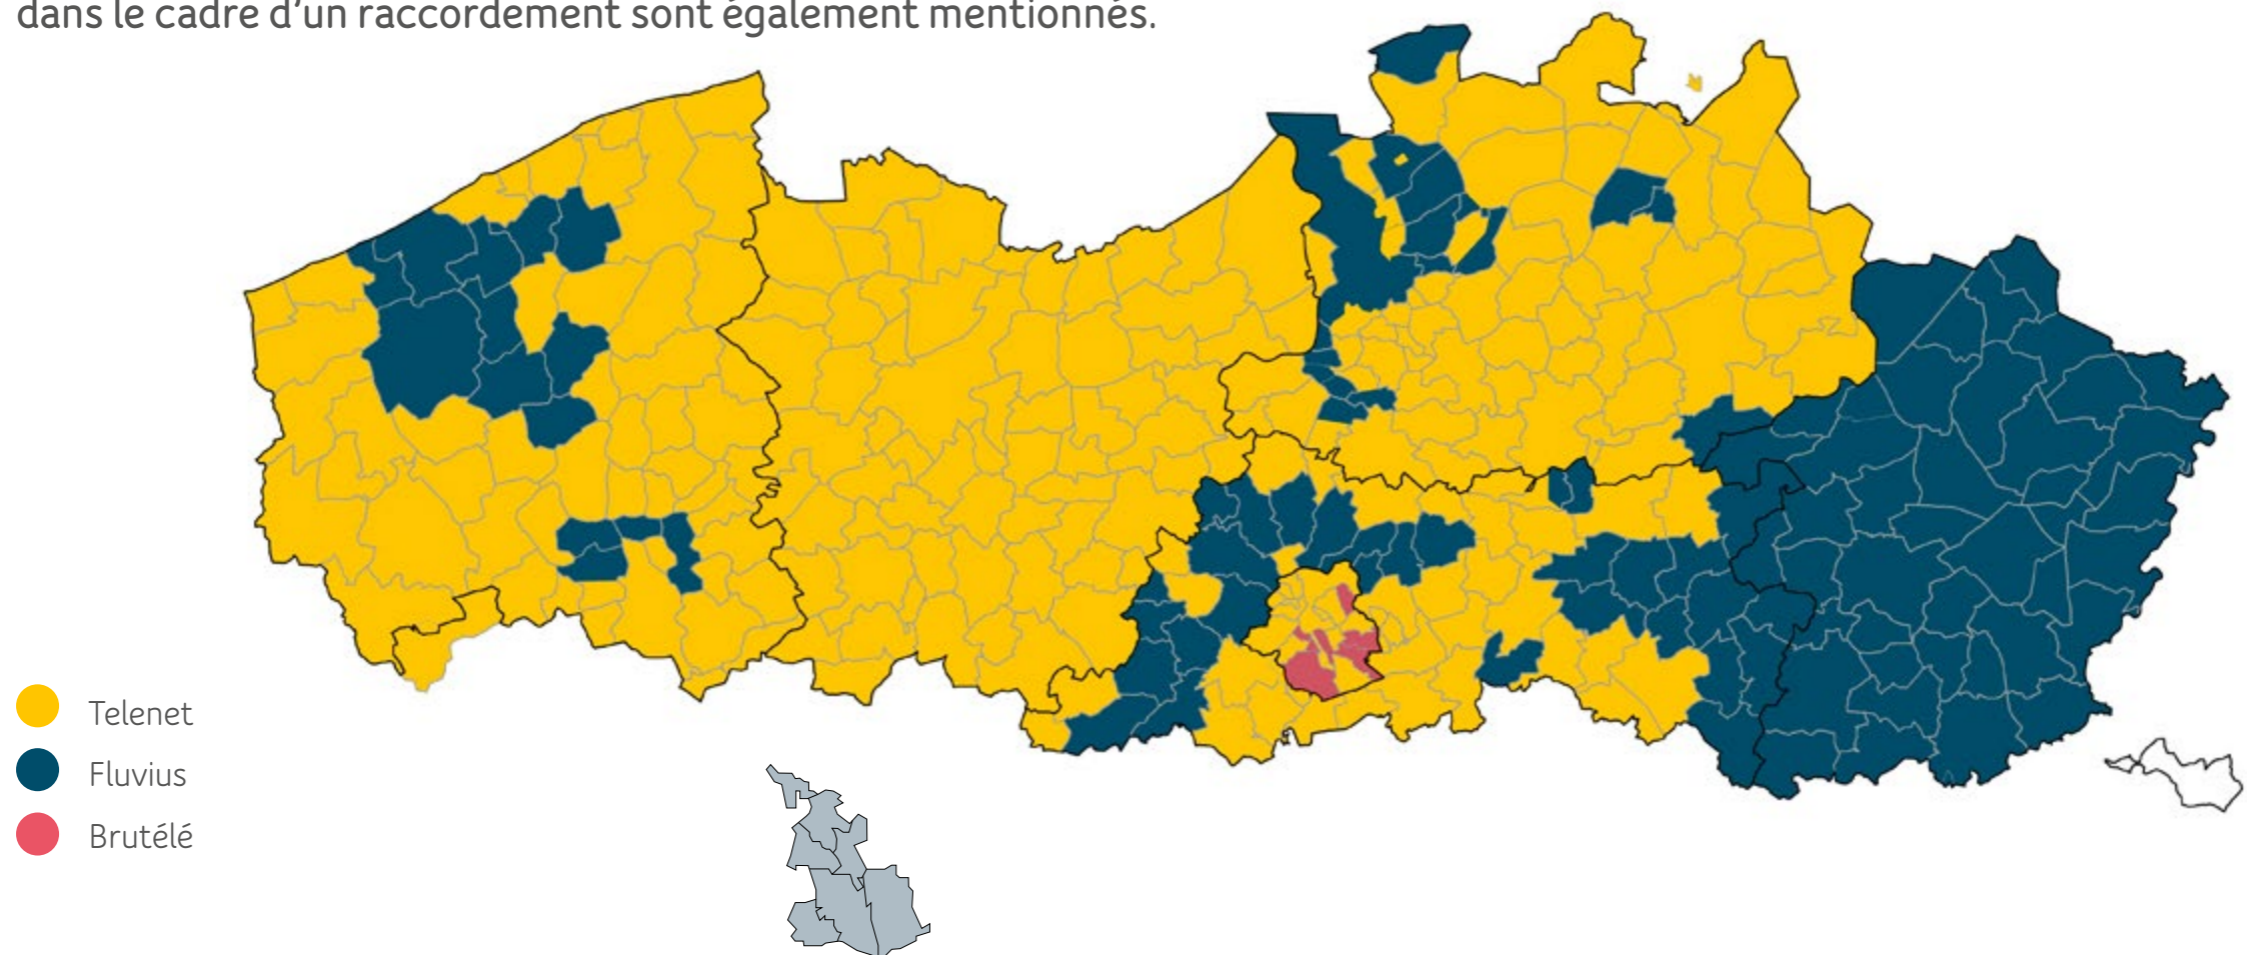 dans le cadre d’un raccordement sont également mentionnés.
Telenet
Fluvius
Brutélé